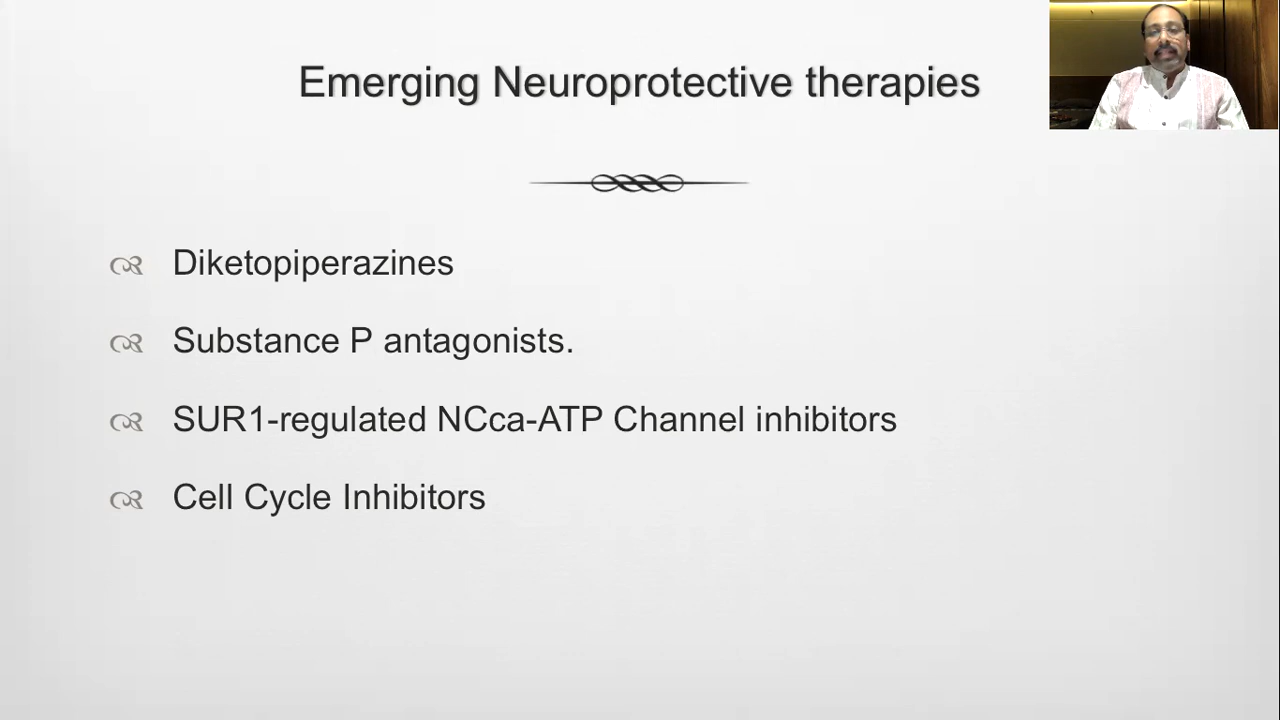 Emerging Neuroprotective therapies
Diketopiperazines
Substance P antagonists.
SUR1-regulated NCca-ATP Channel inhibitors
Cell Cycle Inhibitors